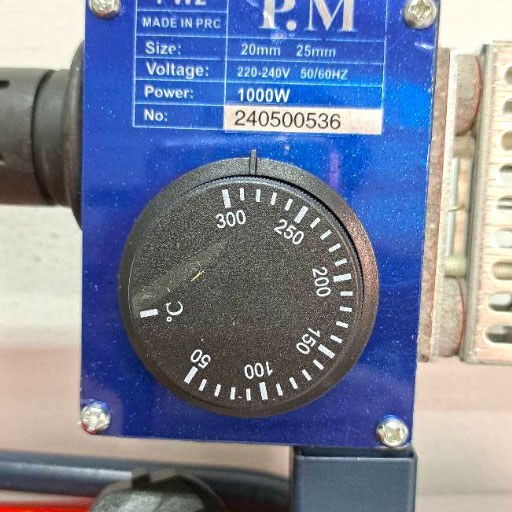 P.M
MADE IN PRC
Size: 20mm 25mm
Voltage: 220-240V 50/60HZ
Power: 1000W
No: 240500536
300
250
200
150
100
50
°C